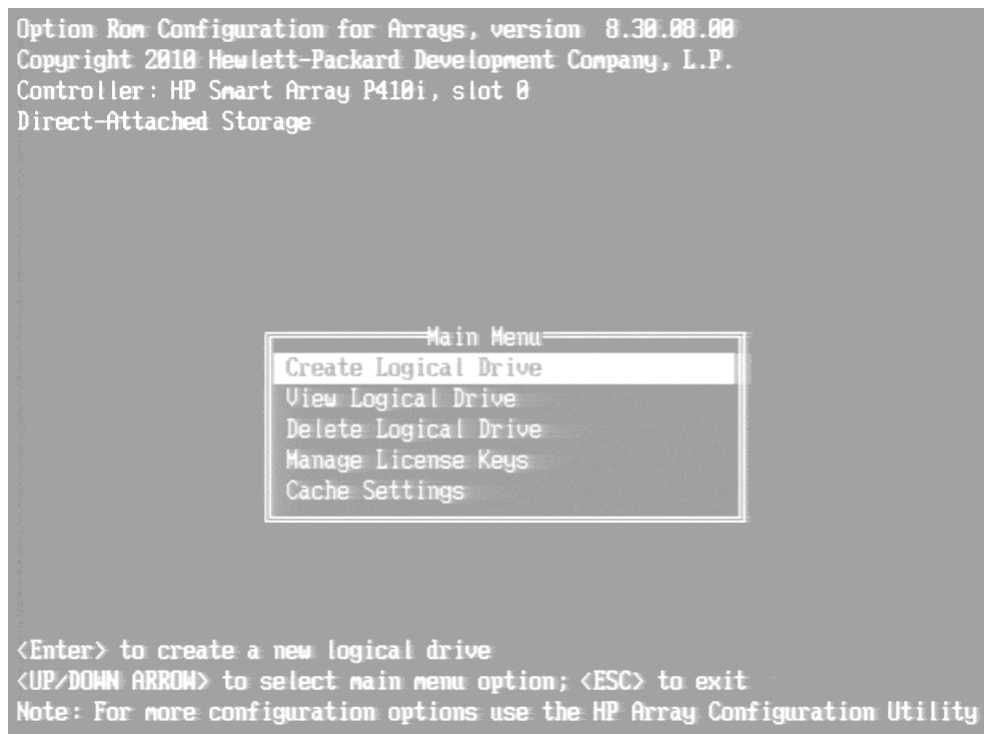 Option Rom Configuration for Arrays, version  8.30.08.00
Copyright 2010 Hewlett-Packard Development Company, L.P.
Controller: HP Smart Array P410i, slot 0
Direct-Attached Storage
Main Menu
Create Logical Drive
View Logical Drive
Delete Logical Drive
Manage License Keys
Cache Settings
<Enter> to create a new logical drive
<UP/DOWN ARROW> to select main menu option; <ESC> to exit
Note: For more configuration options use the HP Array Configuration Utility